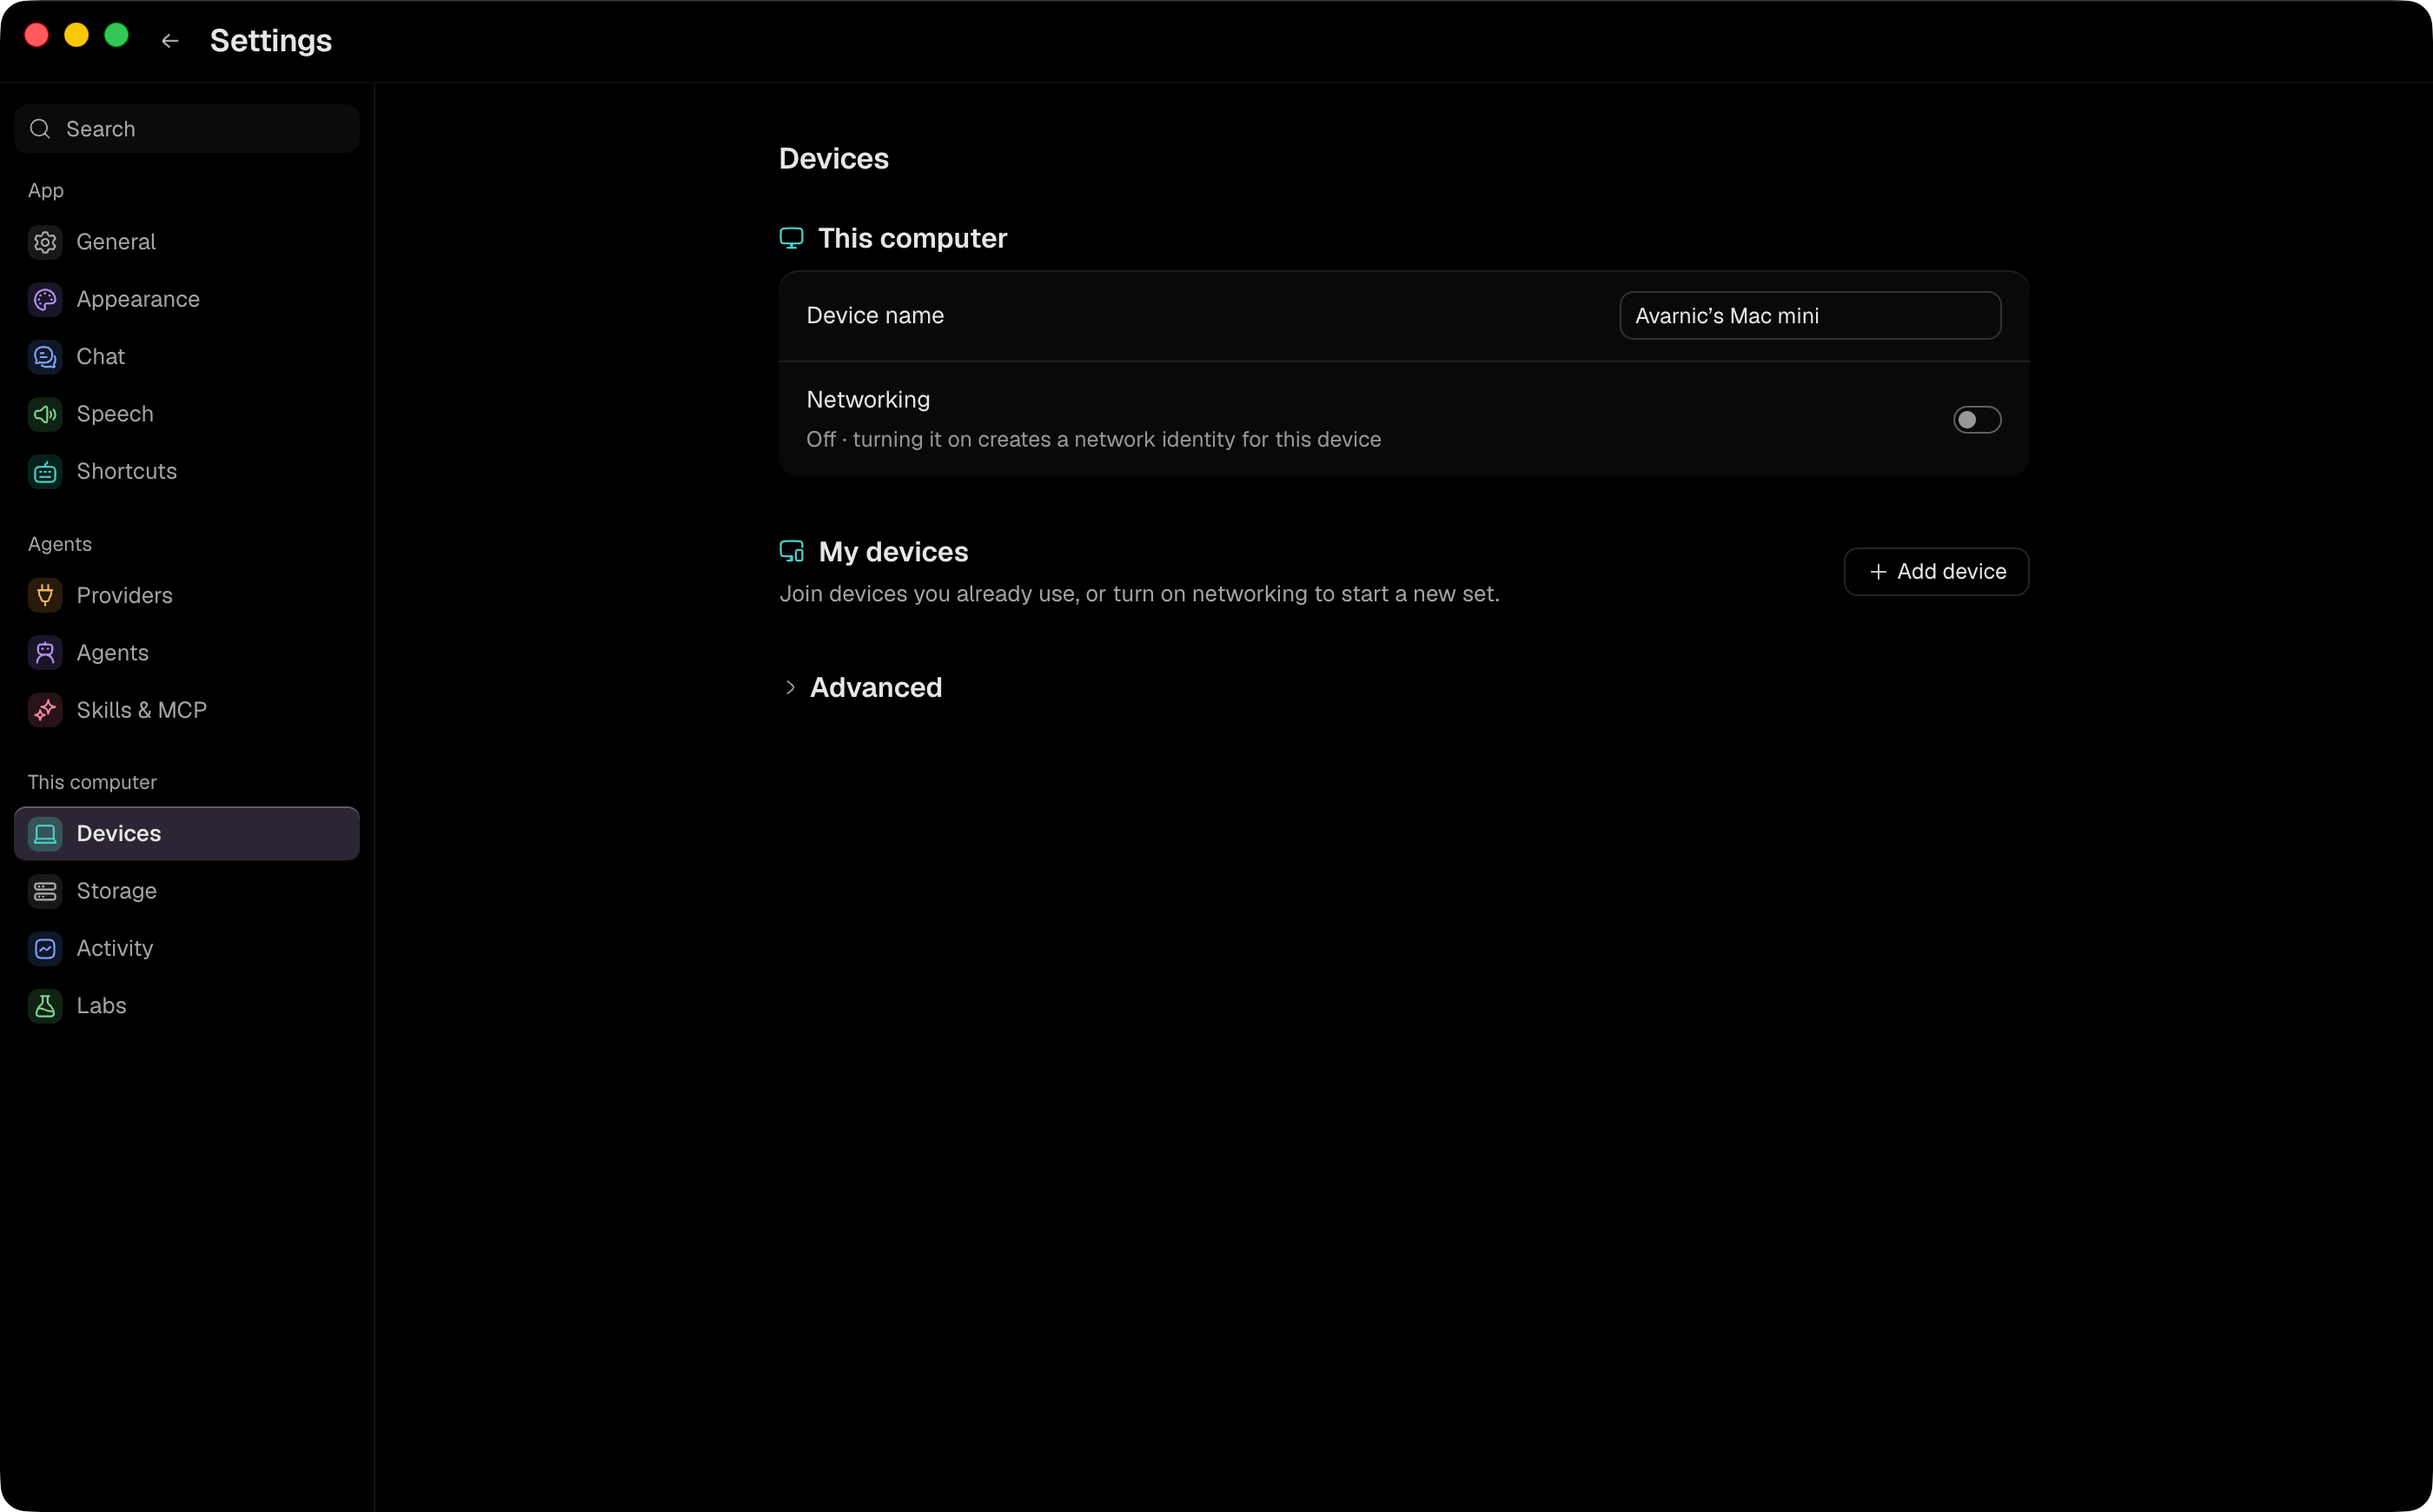 Settings
Search
App
General
Appearance
Chat
Speech
Shortcuts
Agents
Providers
Agents
Skills & MCP
This computer
Devices
Storage
Activity
Labs
Devices
This computer
Device name
Avarnic’s Mac mini
Networking
Off · turning it on creates a network identity for this device
My devices
Join devices you already use, or turn on networking to start a new set.
Add device
Advanced